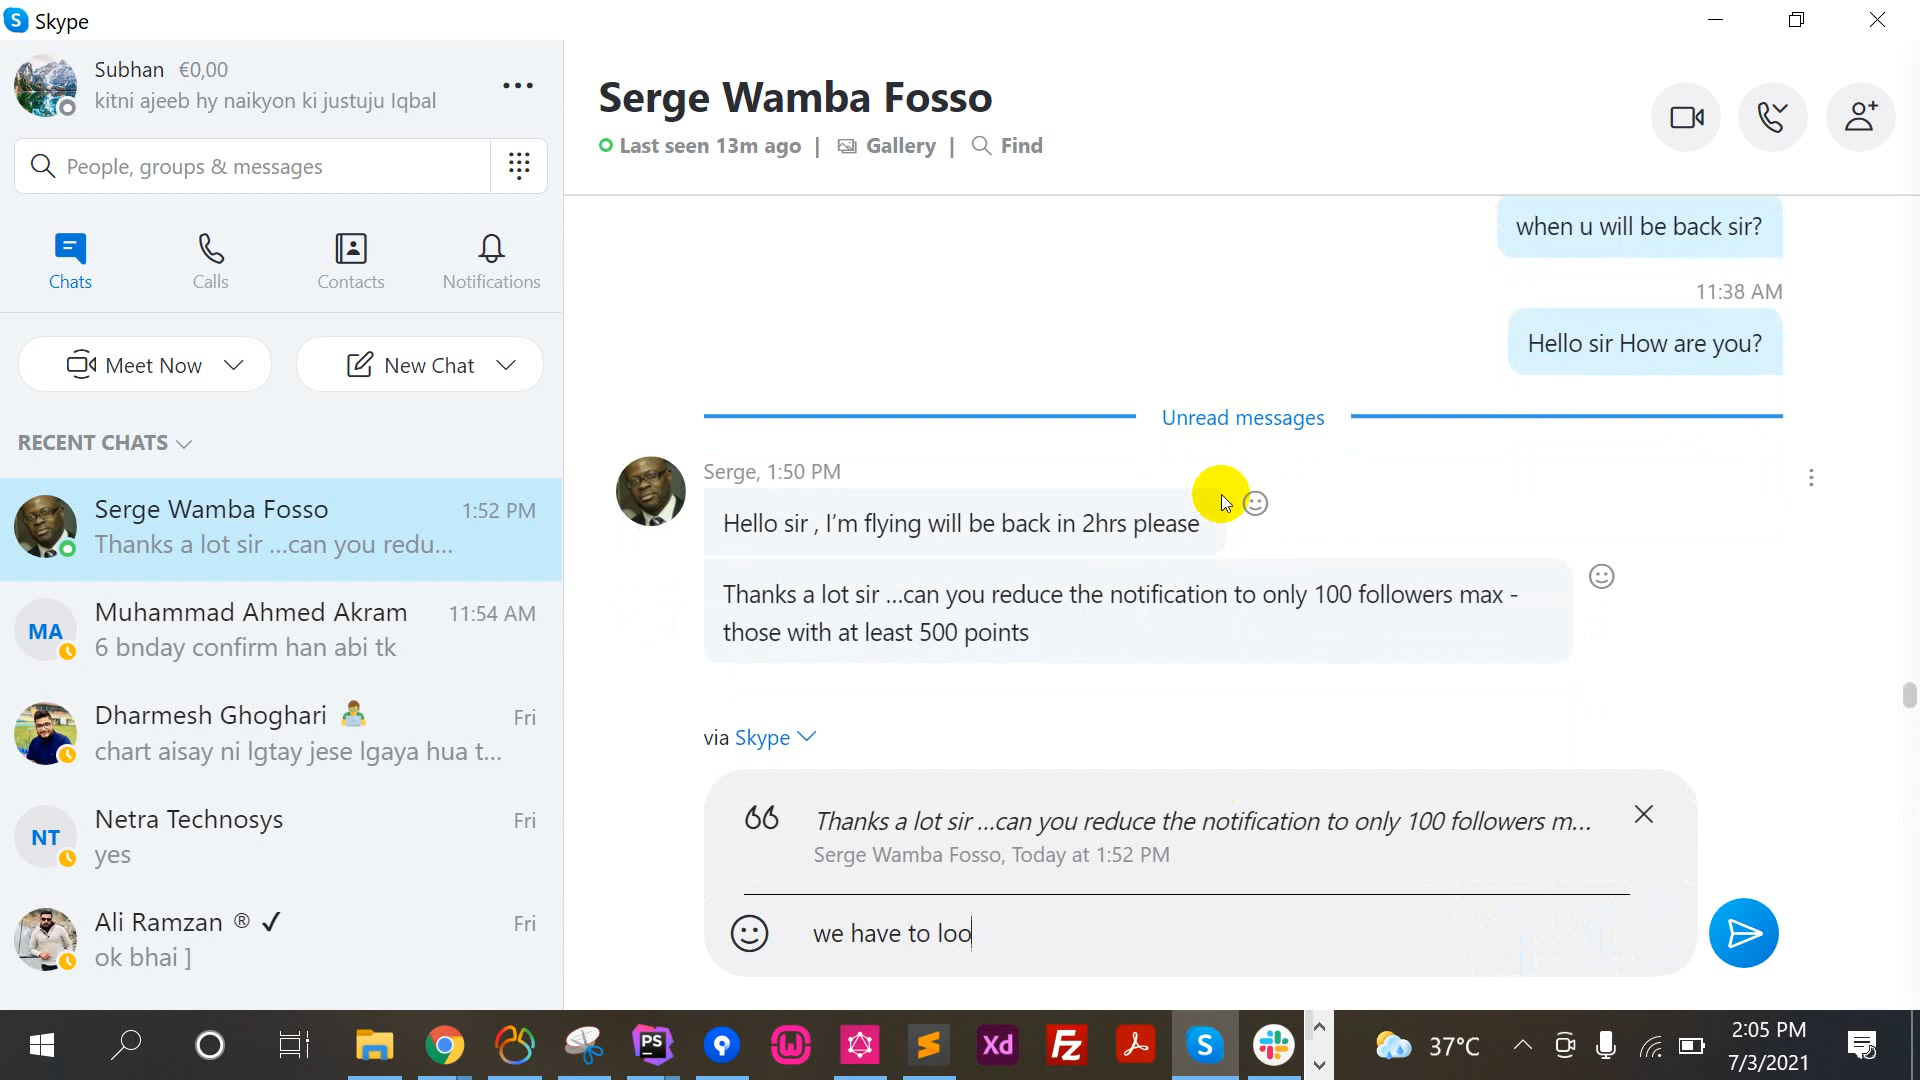 Skype
Subhan €0,00
kitni ajeeb hy naikyon ki justuju Iqbal
People, groups & messages
Chats
Calls
Contacts
Notifications
Meet Now
New Chat
RECENT CHATS
Serge Wamba Fosso 1:52 PM
Thanks a lot sir ...can you redu...
MA
Muhammad Ahmed Akram 11:54 AM
6 bnday confirm han abi tk
Dharmesh Ghoghari Fri
chart aisay ni lgtay jese lgaya hua t...
NT
Netra Technosys Fri
yes
Ali Ramzan ® ✓ Fri
ok bhai ]
Serge Wamba Fosso
Last seen 13m ago | Gallery | Find
when u will be back sir?
11:38 AM
Hello sir How are you?
Unread messages
Serge, 1:50 PM
Hello sir , I'm flying will be back in 2hrs please
Thanks a lot sir ...can you reduce the notification to only 100 followers max -
those with at least 500 points
via Skype
Thanks a lot sir ...can you reduce the notification to only 100 followers m...
Serge Wamba Fosso, Today at 1:52 PM
we have to loo
PS
Xd
Fz
S
37°C
2:05 PM
7/3/2021